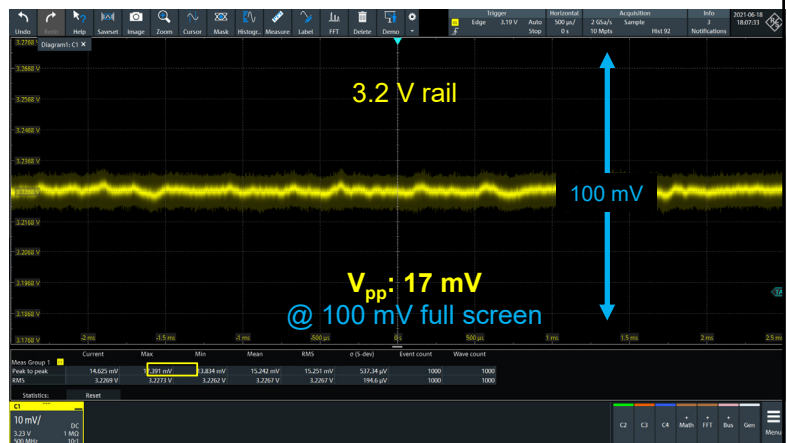 Trigger Horizontal Acquisition Info 2021-06-18
Edge 3.19 V Auto 500 µs/ 2 GSa/s Sample 3 18:07:33
Undo Redo Help Saveset Image Zoom Cursor Mask Histogr... Measure Label FFT Delete Demo Stop 0 s 10 Mpts Hist 92 Notifications
3.2768 V Diagram1: C1 X
3.2668 V
3.2 V rail
3.2568 V
3.2468 V
3.2368 V
3.2268 V
100 mV
3.2168 V
3.2068 V
3.1968 V
Vpp: 17 mV
TA
3.1868 V
@ 100 mV full screen
3.1768 V -2 ms -1.5 ms -1 ms -500 µs 0 s 500 µs 1 ms 1.5 ms 2 ms 2.5 ms
Current Max Min Mean RMS σ (S-dev) Event count Wave count
Meas Group 1
Peak to peak 14.625 mV 17.391 mV 13.834 mV 15.242 mV 15.251 mV 537.34 µV 1000 1000
RMS 3.2269 V 3.2273 V 3.2262 V 3.2267 V 3.2267 V 194.6 µV 1000 1000
Statistics: Reset
C1
10 mV/ DC
3.23 V 1 MΩ
500 MHz 10:1
C2 C3 C4 + Math + FFT + Bus Gen Menu